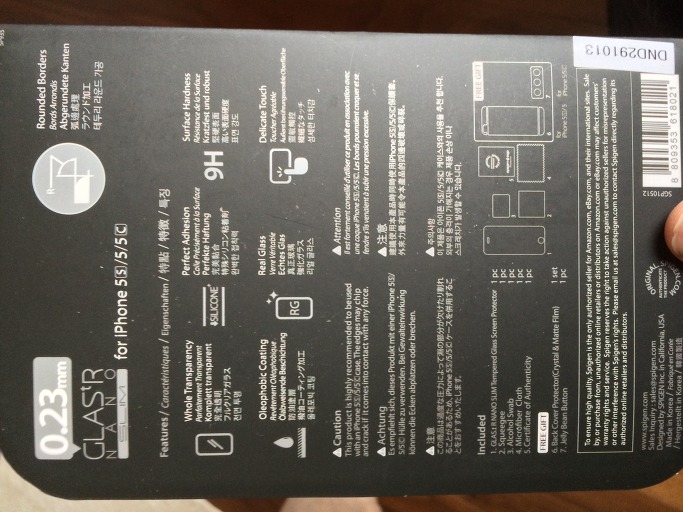 SP935
0.23mm
GLAS.tR
NANO
SLIM
for iPhone 5S/5/5C
R
Rounded Borders
Bords Arrondis
Abgerundete Kanten
弧邊處理
ラウンド加工
테두리 라운드 가공
Features / Caractéristiques / Eigenschaften / 特點 / 特徴 / 특징
Whole Transparency
Parfaitement Transparent
Komplett transparent
完全透明
フルクリアガラス
전면 투명
SILICONE
Perfect Adhesion
Colle Précisément à la Surface
Perfekte Haftung
完美黏合
特殊シリコン粘着剤
완벽한 접착력
9H
Surface Hardness
Résistance de la Surface
Kratzfest und robust
堅硬表面
高い表面硬度
표면 강도
Oleophobic Coating
Revêtement Oléophobique
Ölabweisende Beschichtung
防油塗層
撥油コーティング加工
올레포빅 코팅
RG
Real Glass
Verre Véritable
Echtes Glas
真正玻璃
強化ガラス
리얼 글라스
Delicate Touch
Toucher Agréable
Äußerst berührungssensible Oberfläche
靈敏觸控
繊細なタッチ
섬세한 터치감
Caution
This product is highly recommended to be used
with an iPhone 5S/5/5C case. The edges may chip
and crack if it comes into contact with any force.
Attention
Il est fortement conseillé d'utiliser ce produit en association avec
une coque iPhone 5S/5/5C. Les bords pourraient craquer et se
fendre s'ils venaient à subir une pression excessive.
Achtung
Es empfiehlt sich, dieses Produkt mit einer iPhone 5S/
5/5C Hülle zu verwenden. Bei Gewalteinwirkung
können die Ecken abplatzen oder brechen.
注意
建議使用本產品時同時使用iPhone 5S/5/5C保護套。
外來力量有可能令本產品的四邊破壞或碎裂。
注意
この商品は過度な圧力によって淵の部分が欠けたり割れ
ることがあるため、iPhone 5S/5/5C ケースを併用するこ
とをおすすめいたします。
주의사항
이 제품은 아이폰 5S/5/5C 케이스와의 사용을 추천 합니다.
외부의 충격이 가해지는 경우 제품 손상 이나
스크래치가 발생할 수 있습니다.
Included
1. GLAS.tR NANO SLIM Tempered Glass Screen Protector 1 pc
2. Squeegee 1 pc
3. Alcohol Swab 1 pc
4. Microfiber Cloth 1 pc
5. Certificate of Authenticity 1 pc
FREE GIFT
6. Back Cover Protector(Crystal & Matte Film) 1 set
7. Jelly Bean Button 1 pc
FREE GIFT
1
3
2
5
4
6
7
for
iPhone 5S/5
for
iPhone 5/5C
To ensure high quality, Spigen is the only authorized seller for Amazon.com, eBay.com, and their international sites. Sale
by, or purchase from, unauthorized online retailers or distributors on Amazon.com or eBay.com may affect customers'
warranty rights and service. Spigen reserves the right to take action against unauthorized sellers for misrepresentation
or other interference with Spigen's rights. Please email us at sales@spigen.com to contact Spigen directly regarding its
authorized online retailers and distributors.
www.spigen.com
Sales Inquiry : sales@spigen.com
Designed by SPIGEN Inc. in California, USA
Made in Korea / Fabriqué en Corée
/ Hergestellt in Korea / 韓國製造
ORIGINAL
AUTHENTICATE
THE PRODUCT
SGP10512
8 809353 618021
DND291013